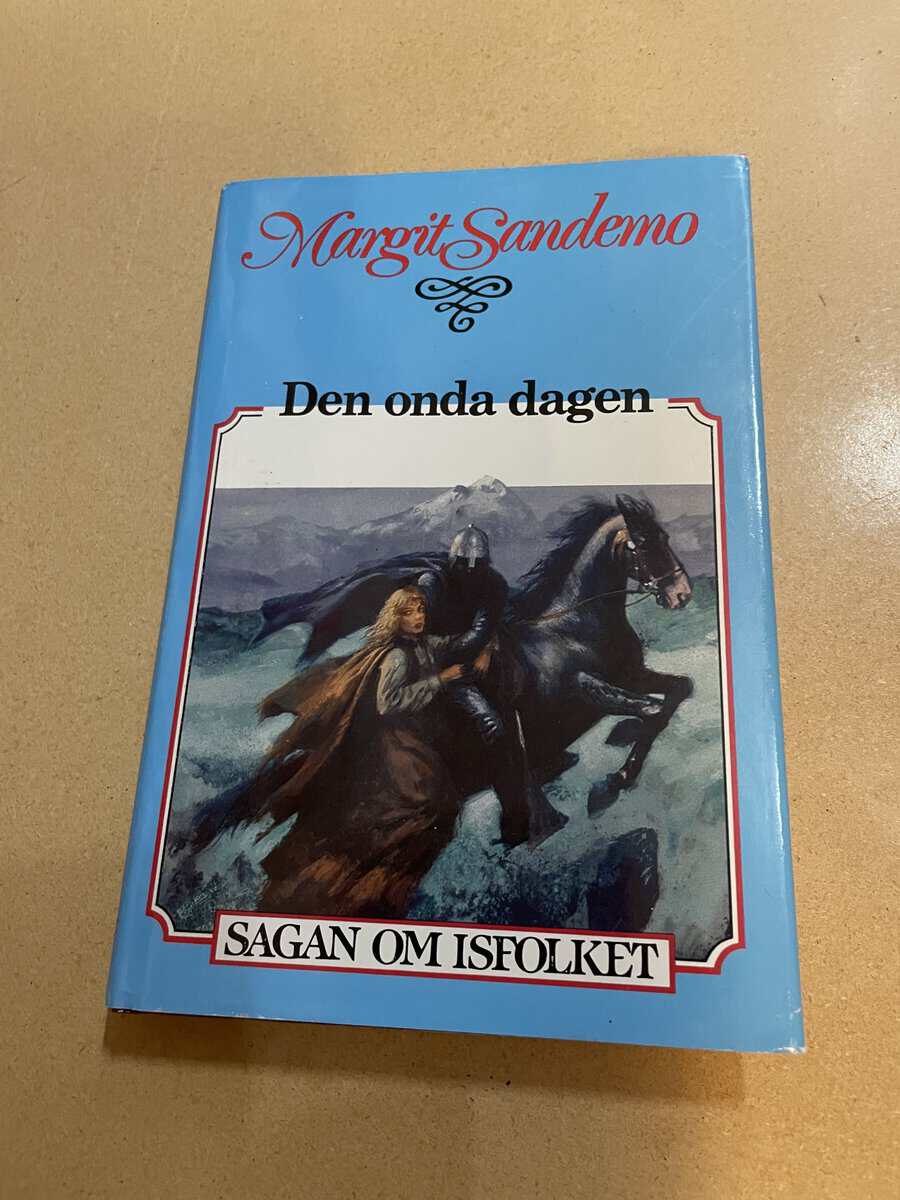 Margit Sandemo
Den onda dagen
SAGAN OM ISFOLKET